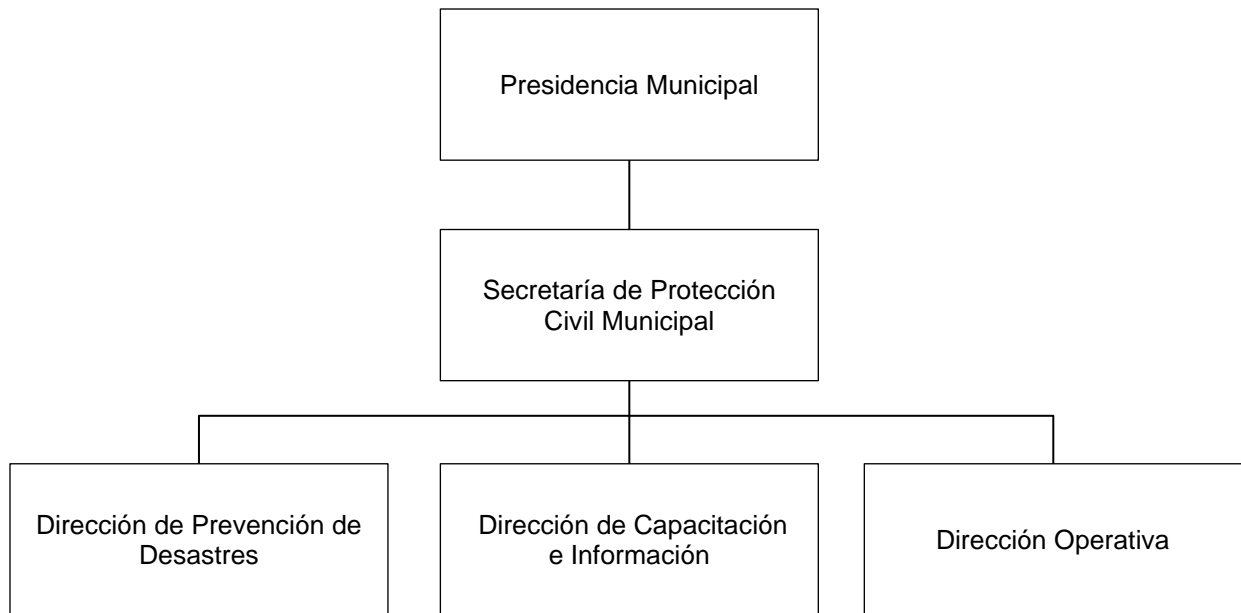 Presidencia Municipal
Secretaría de Protección
Civil Municipal
Dirección de Prevención de
Desastres
Dirección de Capacitación
e Información
Dirección Operativa